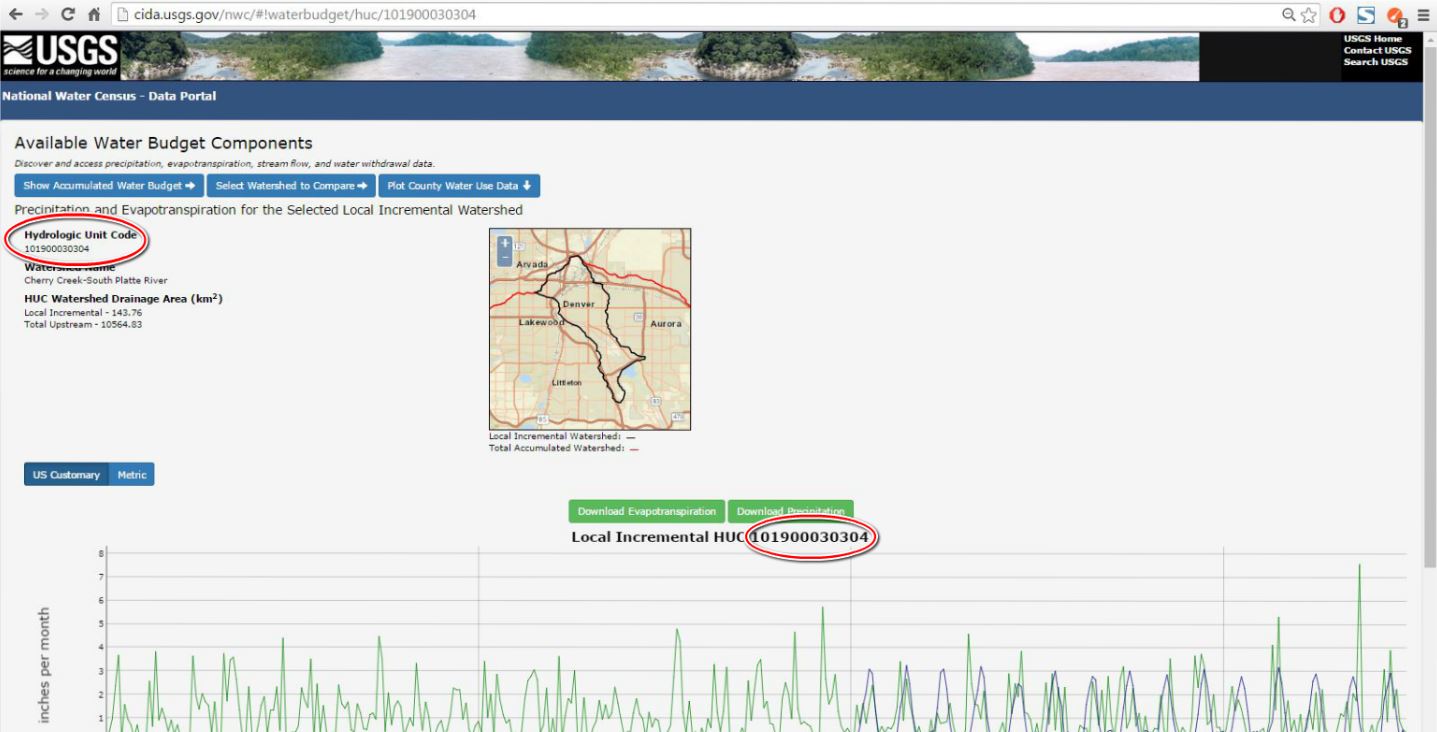 cida.usgs.gov/nwc/#!waterbudget/huc/101900030304
USGS
science for a changing world
USGS Home
Contact USGS
Search USGS
National Water Census - Data Portal
Available Water Budget Components
Discover and access precipitation, evapotranspiration, stream flow, and water withdrawal data.
Show Accumulated Water Budget Select Watershed to Compare Plot County Water Use Data
Precipitation and Evapotranspiration for the Selected Local Incremental Watershed
Hydrologic Unit Code
101900030304
Watershed Name
Cherry Creek-South Platte River
HUC Watershed Drainage Area (km²)
Local Incremental - 143.76
Total Upstream - 10564.83
+
-
121
Arvada
Denver
Lakewood
Aurora
Littleton
83
85
470
Local Incremental Watershed:
Total Accumulated Watershed:
US Customary Metric
Download Evapotranspiration Download Precipitation
Local Incremental HUC 101900030304
8
7
6
5
4
3
2
1
inches per month
2